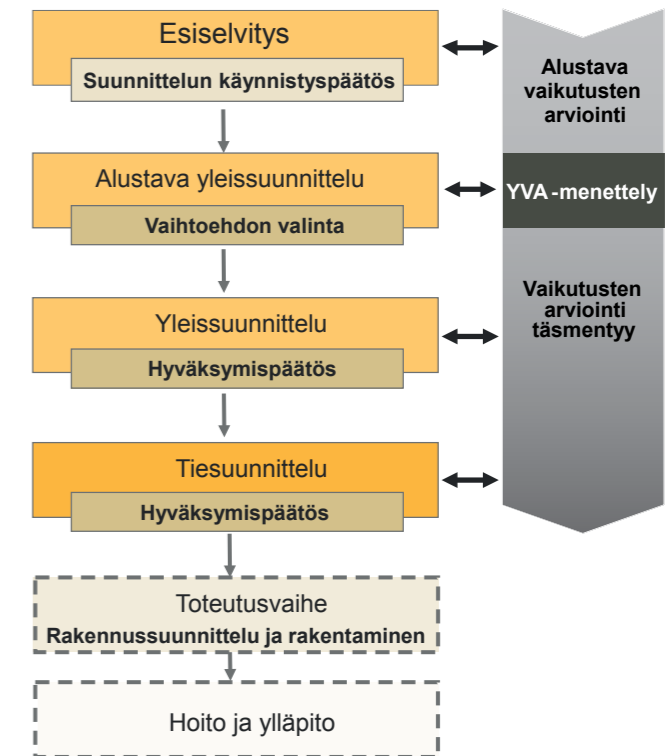 Esiselvitys
Suunnittelun käynnistyspäätös
Alustava
vaikutusten
arviointi
Alustava yleissuunnittelu
Vaihtoehdon valinta
YVA -menettely
Yleissuunnittelu
Hyväksymispäätös
Vaikutusten
arviointi
täsmentyy
Tiesuunnittelu
Hyväksymispäätös
Toteutusvaihe
Rakennussuunnittelu ja rakentaminen
Hoito ja ylläpito